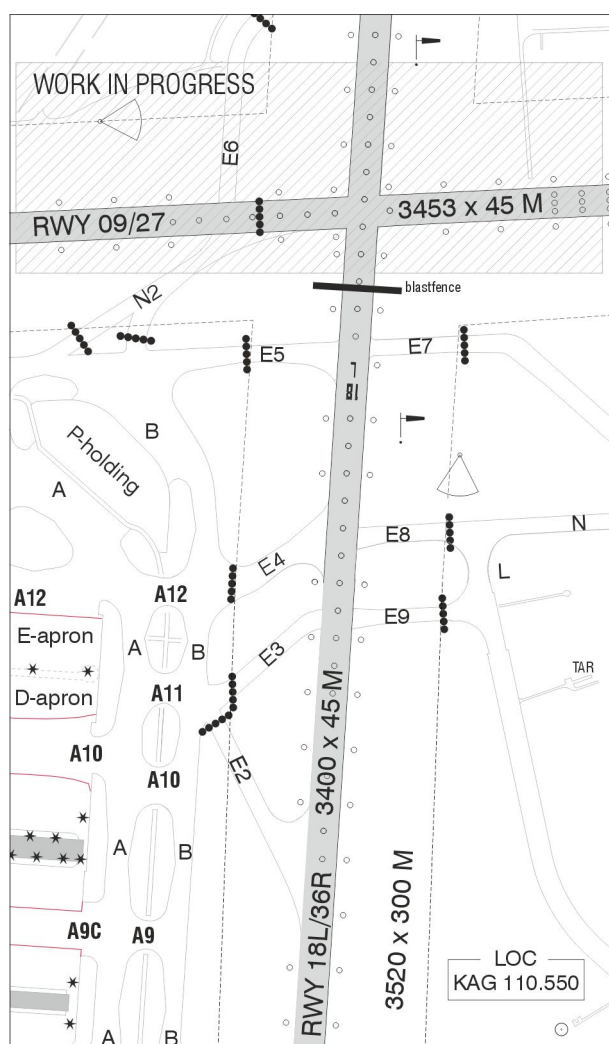 WORK IN PROGRESS
E6
RWY 09/27
3453 x 45 M
blastfence
N2
E5
E7
18
L
B
P-holding
A
E8
N
E4
L
A12
A12
E-apron
A
B
E9
E3
TAR
D-apron
A11
A10
A10
E2
3400 x 45 M
A
B
RWY 18L/36R
3520 x 300 M
A9C
A9
LOC
KAG 110.550
A
B